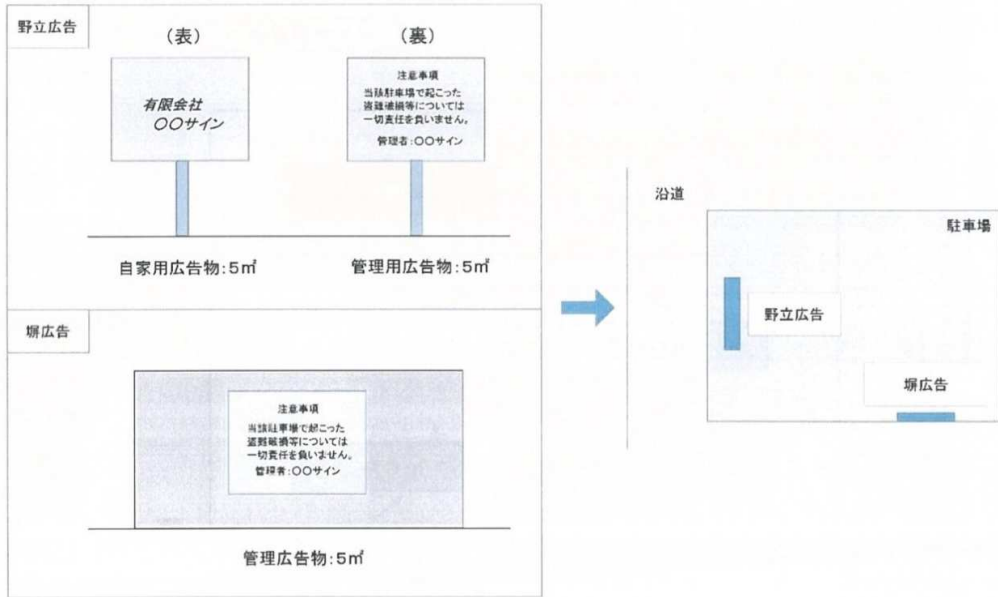 野立広告
（表）
（裏）
有限会社
〇〇サイン
注意事項
当該駐車場で起こった
盗難破損等については
一切責任を負いません。
管理者：〇〇サイン
自家用広告物：5㎡
管理用広告物：5㎡
塀広告
注意事項
当該駐車場で起こった
盗難破損等については
一切責任を負いません。
管理者：〇〇サイン
管理広告物：5㎡
沿道
駐車場
野立広告
塀広告